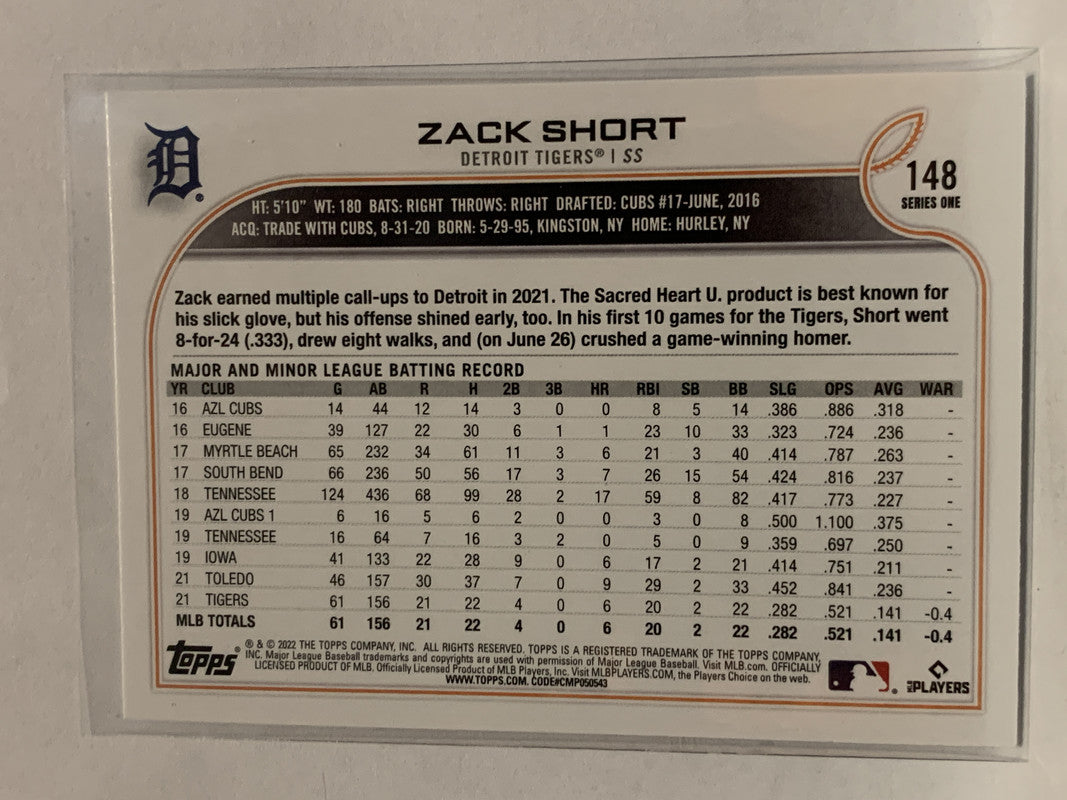 ZACK SHORT
DETROIT TIGERS® | SS
148
SERIES ONE
HT: 5'10" WT: 180 BATS: RIGHT THROWS: RIGHT DRAFTED: CUBS #17-JUNE, 2016
ACQ: TRADE WITH CUBS, 8-31-20 BORN: 5-29-95, KINGSTON, NY HOME: HURLEY, NY
Zack earned multiple call-ups to Detroit in 2021. The Sacred Heart U. product is best known for
his slick glove, but his offense shined early, too. In his first 10 games for the Tigers, Short went
8-for-24 (.333), drew eight walks, and (on June 26) crushed a game-winning homer.
MAJOR AND MINOR LEAGUE BATTING RECORD
YR CLUB G AB R H 2B 3B HR RBI SB BB SLG OPS AVG WAR
16 AZL CUBS 14 44 12 14 3 0 0 8 5 14 .386 .886 .318 -
16 EUGENE 39 127 22 30 6 1 1 23 10 33 .323 .724 .236 -
17 MYRTLE BEACH 65 232 34 61 11 3 6 21 3 40 .414 .787 .263 -
17 SOUTH BEND 66 236 50 56 17 3 7 26 15 54 .424 .816 .237 -
18 TENNESSEE 124 436 68 99 28 2 17 59 8 82 .417 .773 .227 -
19 AZL CUBS 1 6 16 5 6 2 0 0 3 0 8 .500 1.100 .375 -
19 TENNESSEE 16 64 7 16 3 2 0 5 0 9 .359 .697 .250 -
19 IOWA 41 133 22 28 9 0 6 17 2 21 .414 .751 .211 -
21 TOLEDO 46 157 30 37 7 0 9 29 2 33 .452 .841 .236 -
21 TIGERS 61 156 21 22 4 0 6 20 2 22 .282 .521 .141 -0.4
MLB TOTALS 61 156 21 22 4 0 6 20 2 22 .282 .521 .141 -0.4
topps®
® & © 2022 THE TOPPS COMPANY, INC. ALL RIGHTS RESERVED. TOPPS IS A REGISTERED TRADEMARK OF THE TOPPS COMPANY,
INC. Major League Baseball trademarks and copyrights are used with permission of Major League Baseball. Visit MLB.com. OFFICIALLY
LICENSED PRODUCT OF MLB. Officially Licensed Product of MLB Players, Inc. Visit MLBPLAYERS.COM, the Players Choice on the web.
WWW.TOPPS.COM. CODE#CMP050543
MLB PLAYERS